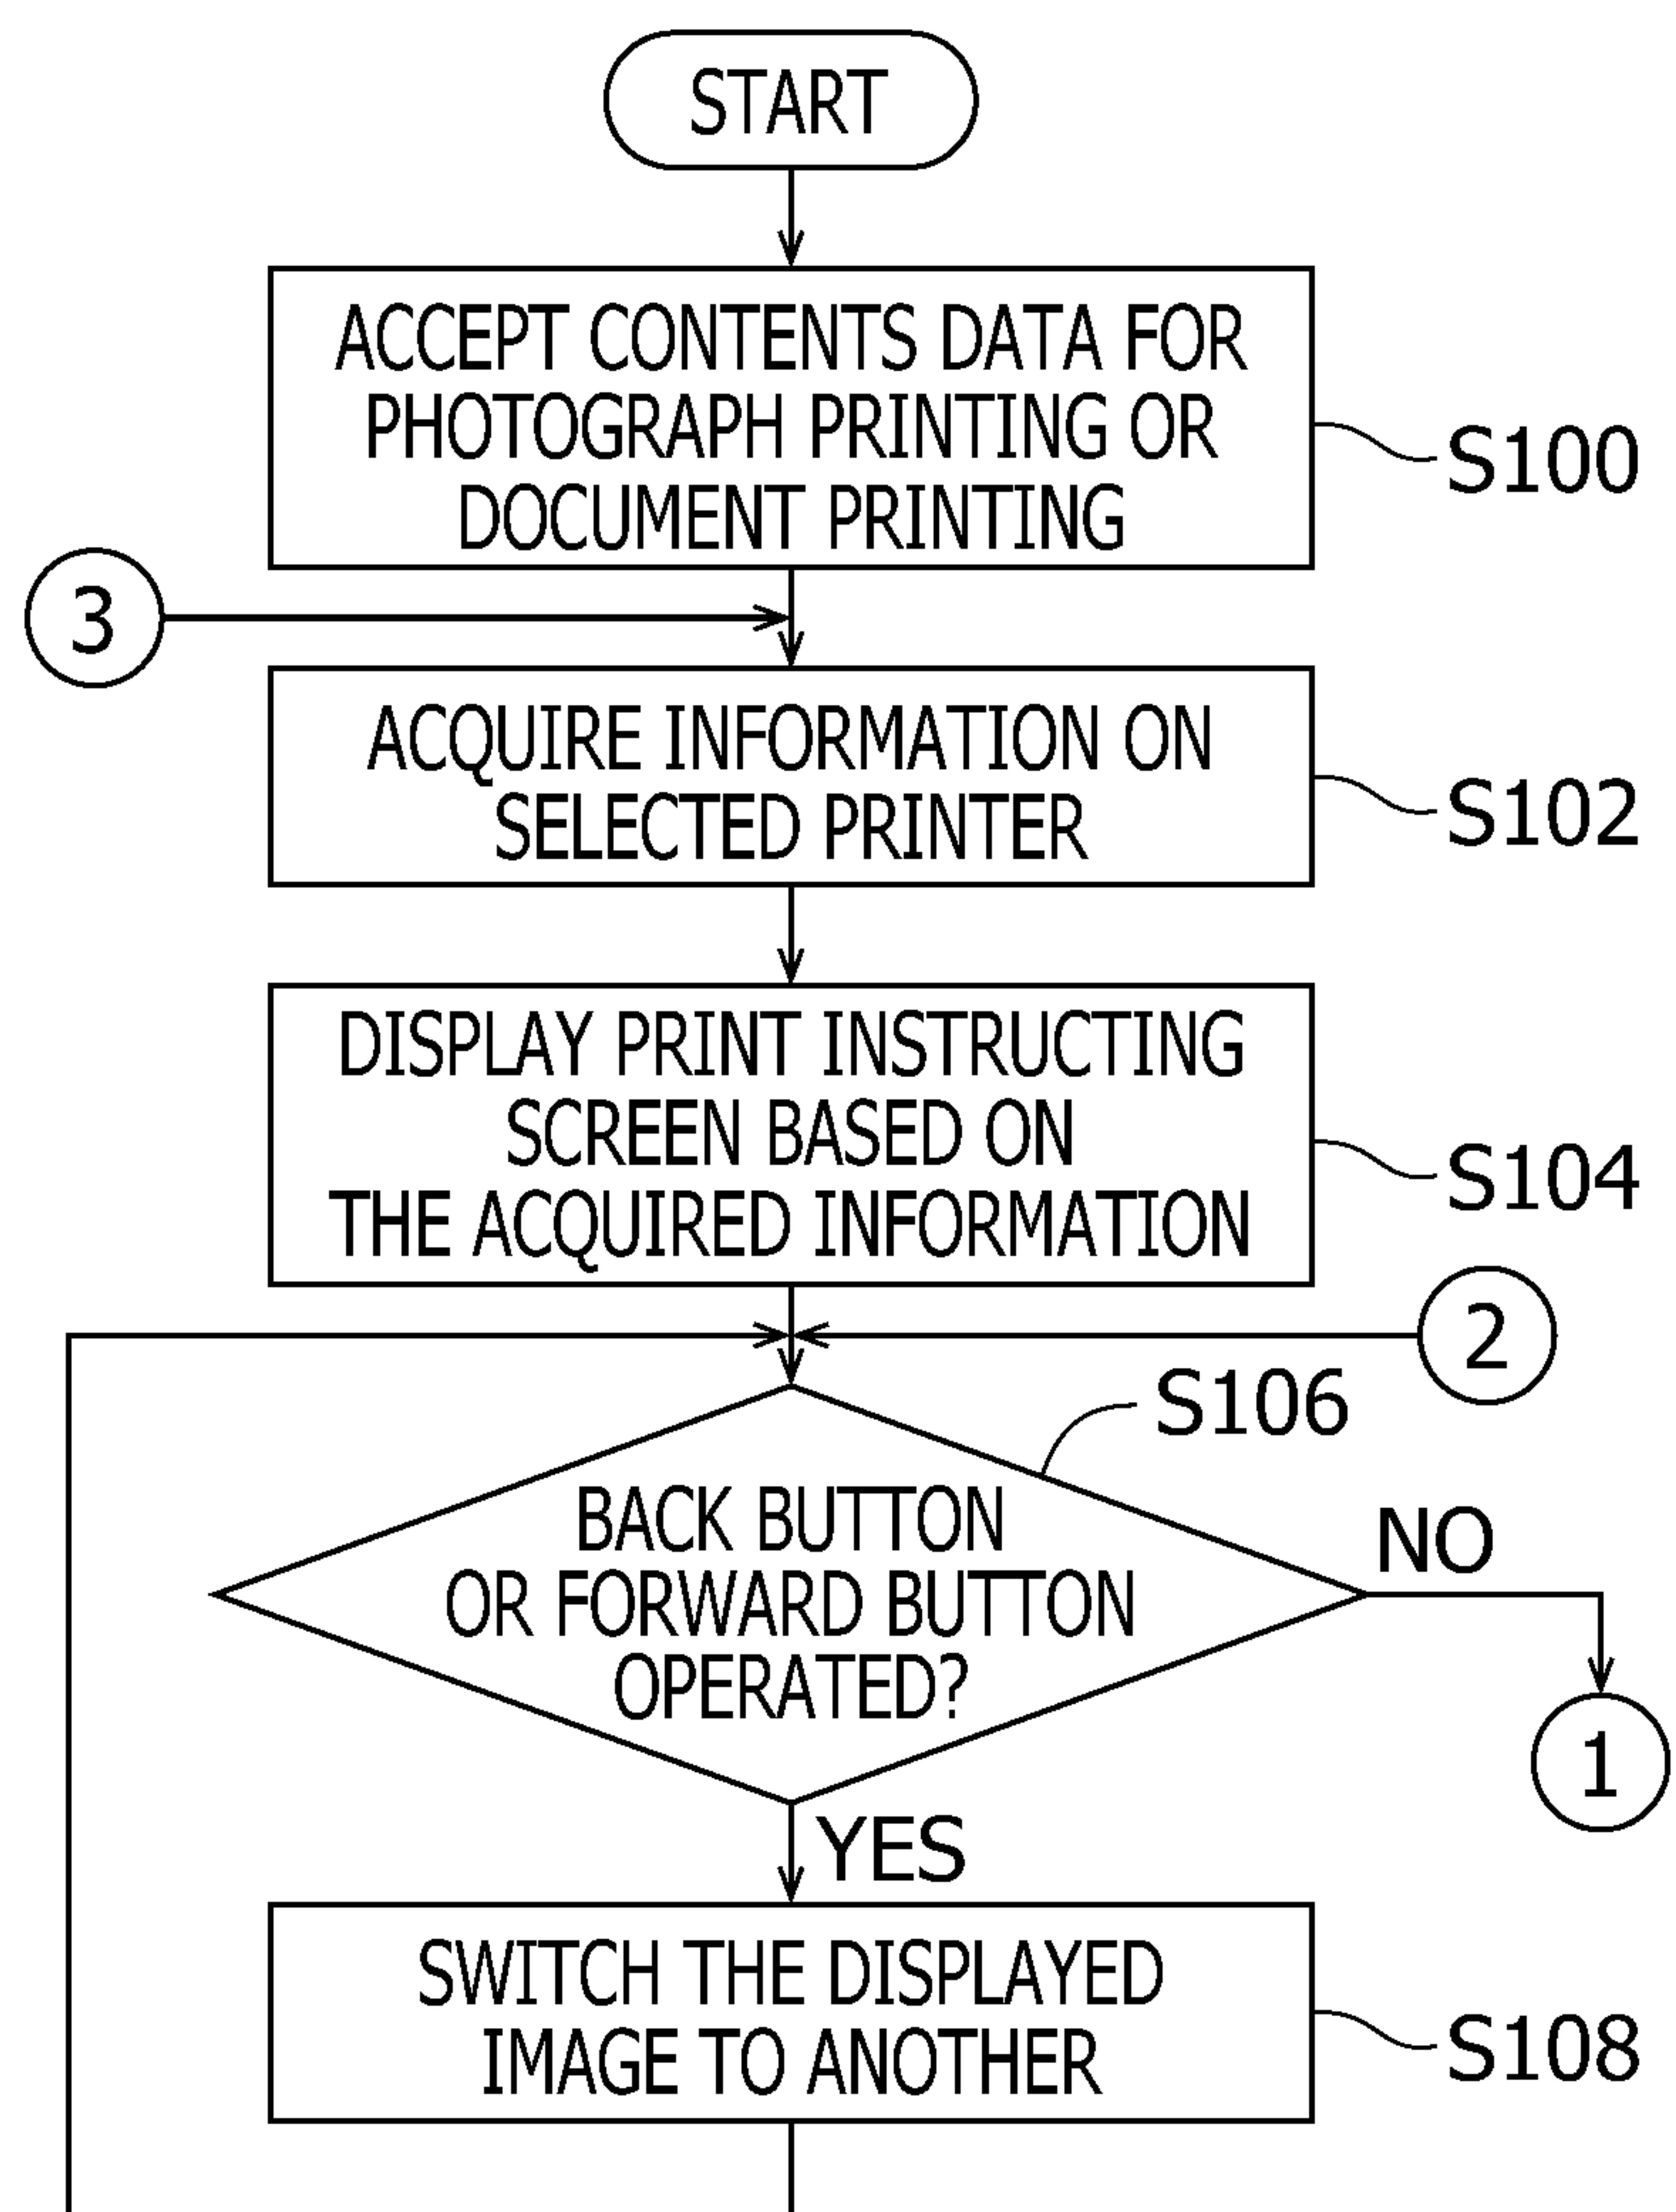 START
ACCEPT CONTENTS DATA FOR
PHOTOGRAPH PRINTING OR
DOCUMENT PRINTING
S100
3
ACQUIRE INFORMATION ON
SELECTED PRINTER
S102
DISPLAY PRINT INSTRUCTING
SCREEN BASED ON
THE ACQUIRED INFORMATION
S104
2
S106
BACK BUTTON
OR FORWARD BUTTON
OPERATED?
NO
1
YES
SWITCH THE DISPLAYED
IMAGE TO ANOTHER
S108